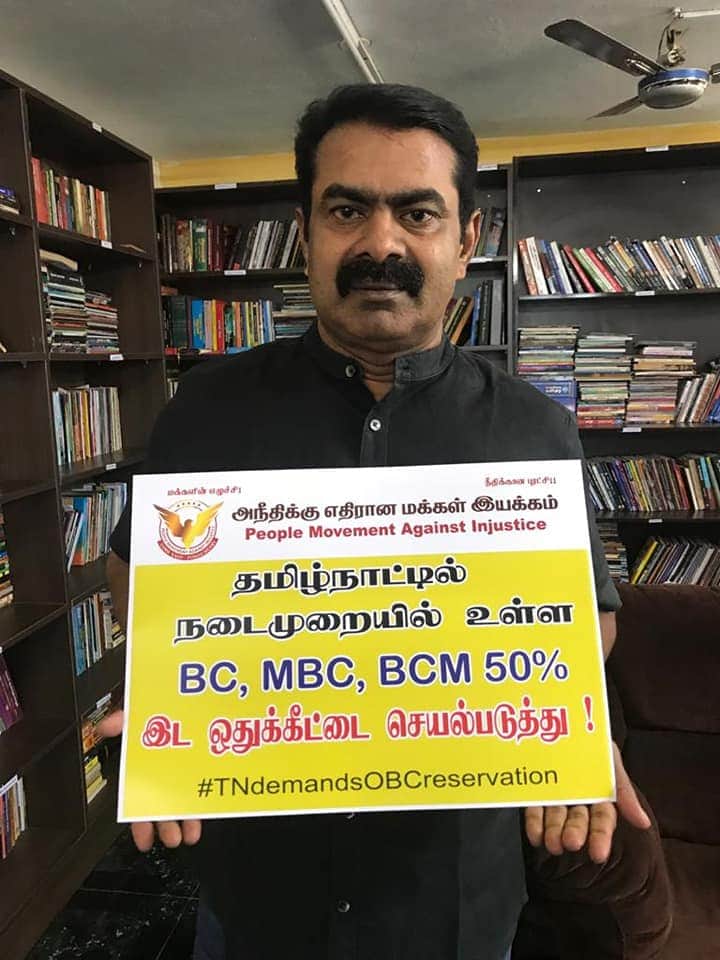 மக்களின் எழுச்சி!
நீதிக்கான புரட்சி!!
அநீதிக்கு எதிரான மக்கள் இயக்கம்
People Movement Against Injustice
தமிழ்நாட்டில்
நடைமுறையில் உள்ள
BC, MBC, BCM 50%
இட ஒதுக்கீட்டை செயல்படுத்து !
#TNdemandsOBCreservation